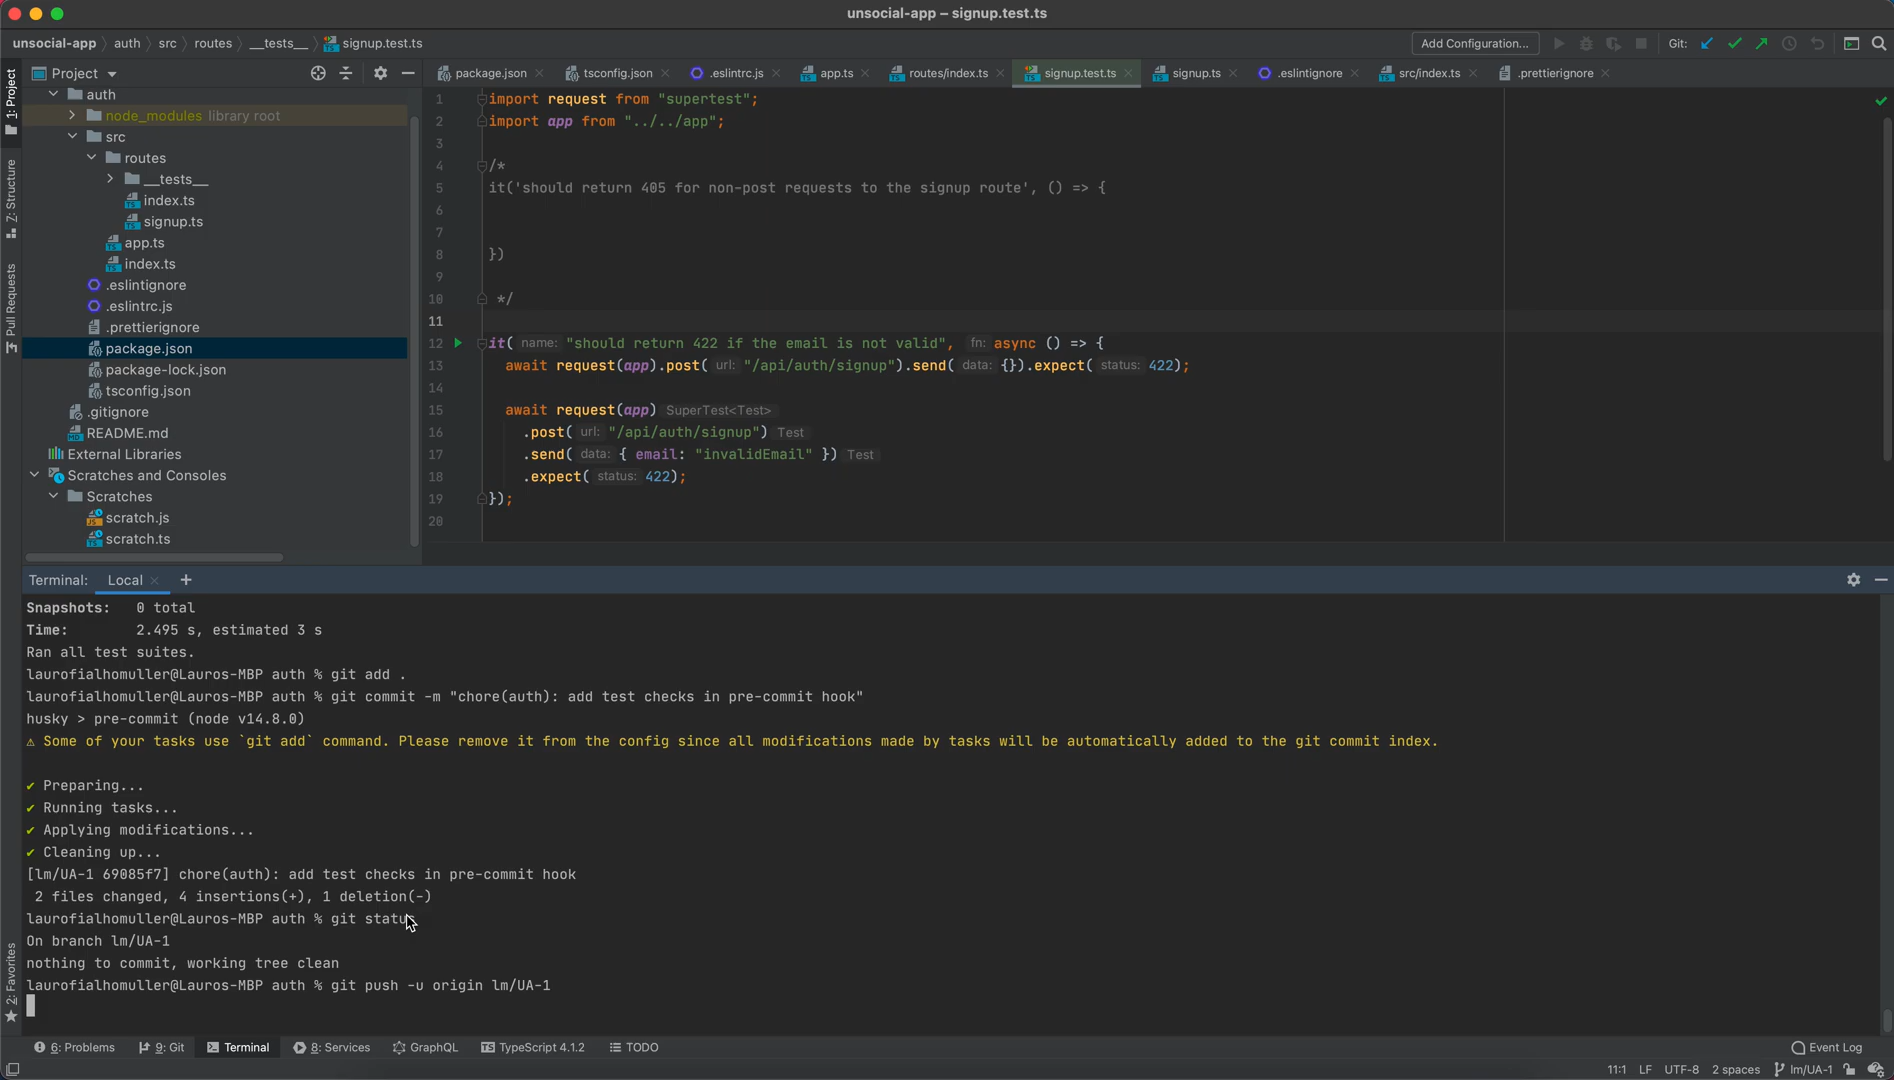 unsocial-app – signup.test.ts
unsocial-app
auth
src
routes
__tests__
signup.test.ts
Add Configuration...
Git:
1: Project
Z: Structure
Pull Requests
2: Favorites
Project
package.json
tsconfig.json
.eslintrc.js
app.ts
routes/index.ts
signup.test.ts
signup.ts
.eslintignore
src/index.ts
.prettierignore
auth
node_modules library root
src
routes
__tests__
index.ts
signup.ts
app.ts
index.ts
.eslintignore
.eslintrc.js
.prettierignore
package.json
package-lock.json
tsconfig.json
.gitignore
README.md
External Libraries
Scratches and Consoles
Scratches
scratch.js
scratch.ts
1 import request from "supertest";
2 import app from "../../app";
3
4 /*
5 it('should return 405 for non-post requests to the signup route', () => {
6
7
8 })
9
10 */
11
12 it( name: "should return 422 if the email is not valid", fn: async () => {
13 await request(app).post( url: "/api/auth/signup").send( data: {}).expect( status: 422);
14
15 await request(app) SuperTest<Test>
16 .post( url: "/api/auth/signup") Test
17 .send( data: { email: "invalidEmail" }) Test
18 .expect( status: 422);
19 });
20
Terminal: Local +
Snapshots: 0 total
Time: 2.495 s, estimated 3 s
Ran all test suites.
laurofialhomuller@Lauros-MBP auth % git add .
laurofialhomuller@Lauros-MBP auth % git commit -m "chore(auth): add test checks in pre-commit hook"
husky > pre-commit (node v14.8.0)
⚠ Some of your tasks use `git add` command. Please remove it from the config since all modifications made by tasks will be automatically added to the git commit index.
✔ Preparing...
✔ Running tasks...
✔ Applying modifications...
✔ Cleaning up...
[lm/UA-1 69085f7] chore(auth): add test checks in pre-commit hook
2 files changed, 4 insertions(+), 1 deletion(-)
laurofialhomuller@Lauros-MBP auth % git status
On branch lm/UA-1
nothing to commit, working tree clean
laurofialhomuller@Lauros-MBP auth % git push -u origin lm/UA-1
6: Problems
9: Git
Terminal
8: Services
GraphQL
TypeScript 4.1.2
TODO
Event Log
11:1 LF UTF-8 2 spaces lm/UA-1